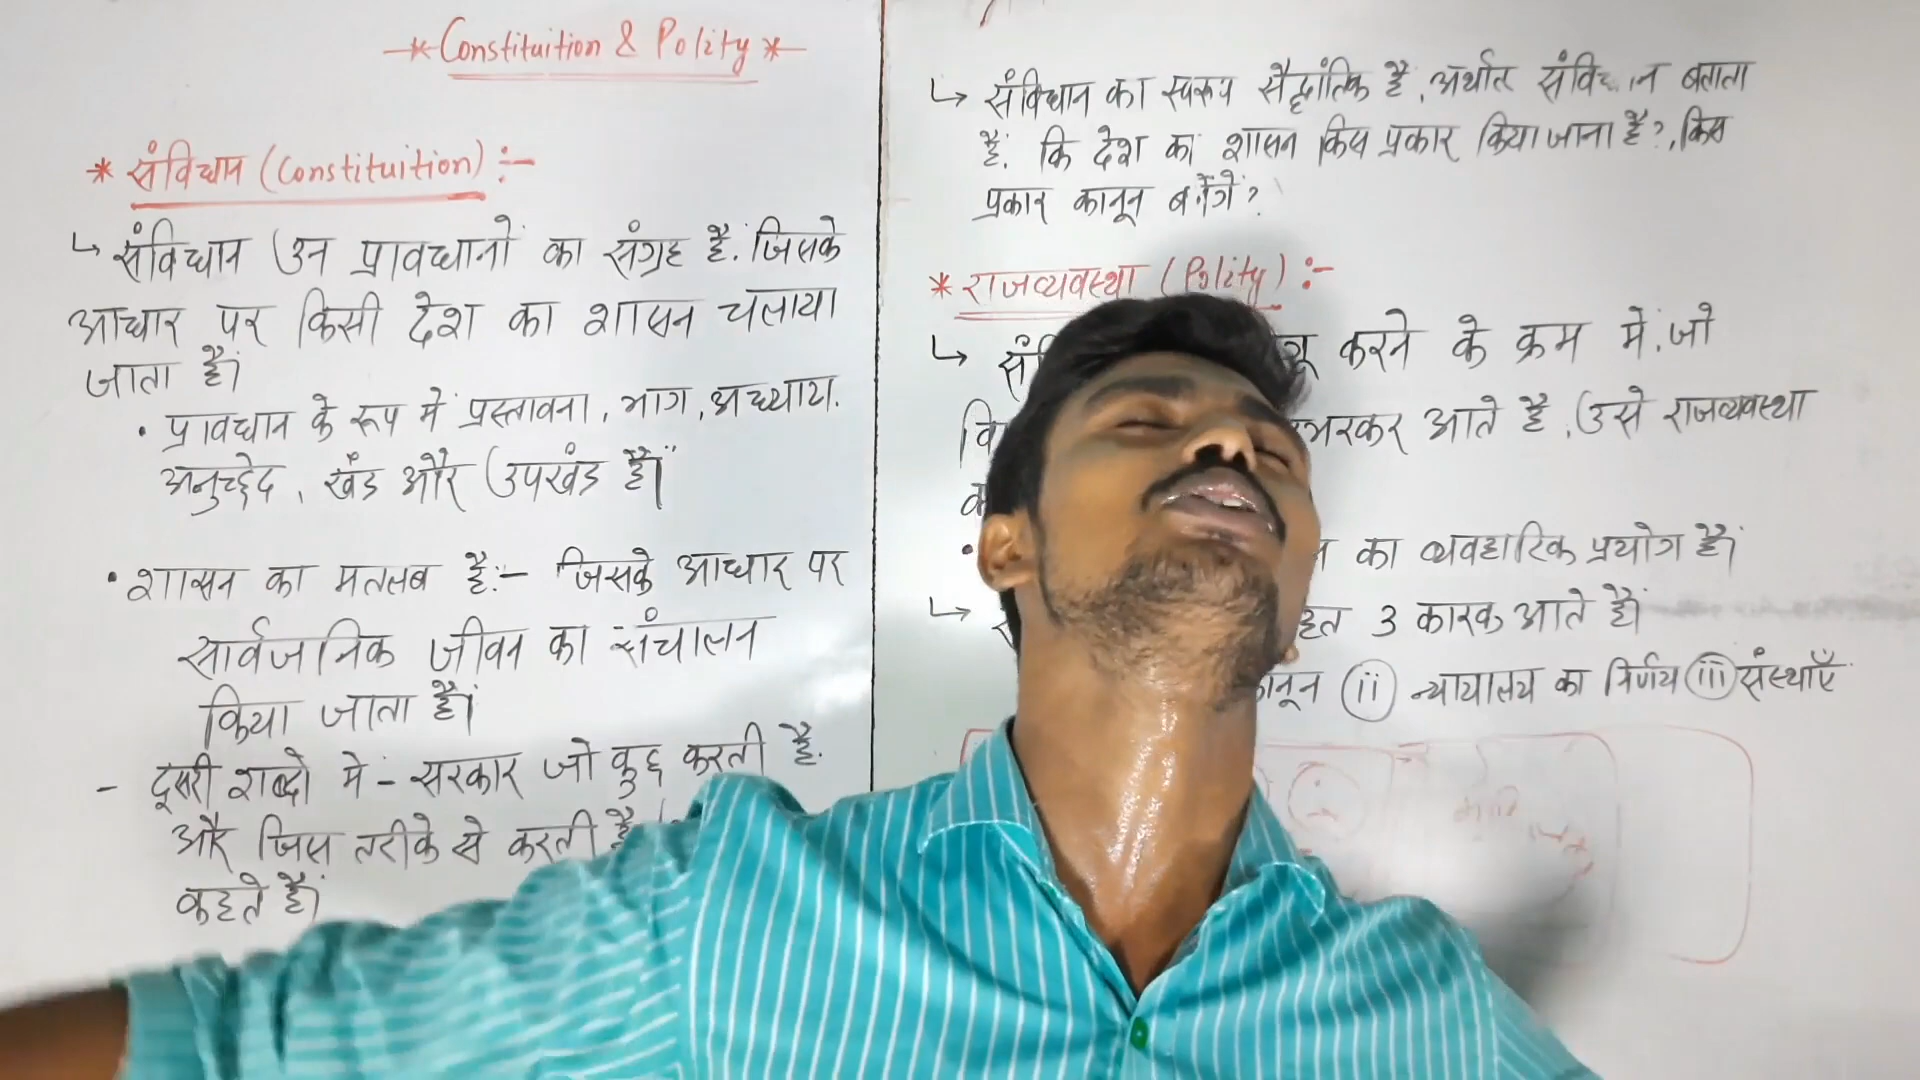 Constituition & Polity
* संविधान (Constituition) :-
↳ संविधान उन प्रावधानों का संग्रह है. जिसके
आधार पर किसी देश का शासन चलाया
जाता है।
• प्रावधान के रूप में प्रस्तावना, भाग, अध्याय.
अनुच्छेद, खंड और उपखंड हैं।
• शासन का मतलब है:- जिसके आधार पर
सार्वजनिक जीवन का संचालन
किया जाता है।
- दूसरी शब्दो मे - सरकार जो कुछ करती है.
और जिस तरीके से करती है
कहते है।
↳ संविधान का स्वरूप सैद्धांतिक है, अर्थात संविधान बताता
है. कि देश का शासन किस प्रकार किया जाना है?, किस
प्रकार कानून बनेंगे?
* राजव्यवस्था (Polity) :-
↳ करने के क्रम में. जो
आते है, उसे राजव्यवस्था
का व्यवहारिक प्रयोग है।
↳ 3 कारक आते है।
(ii) न्यायालय का निर्णय (iii) संस्थाएँ